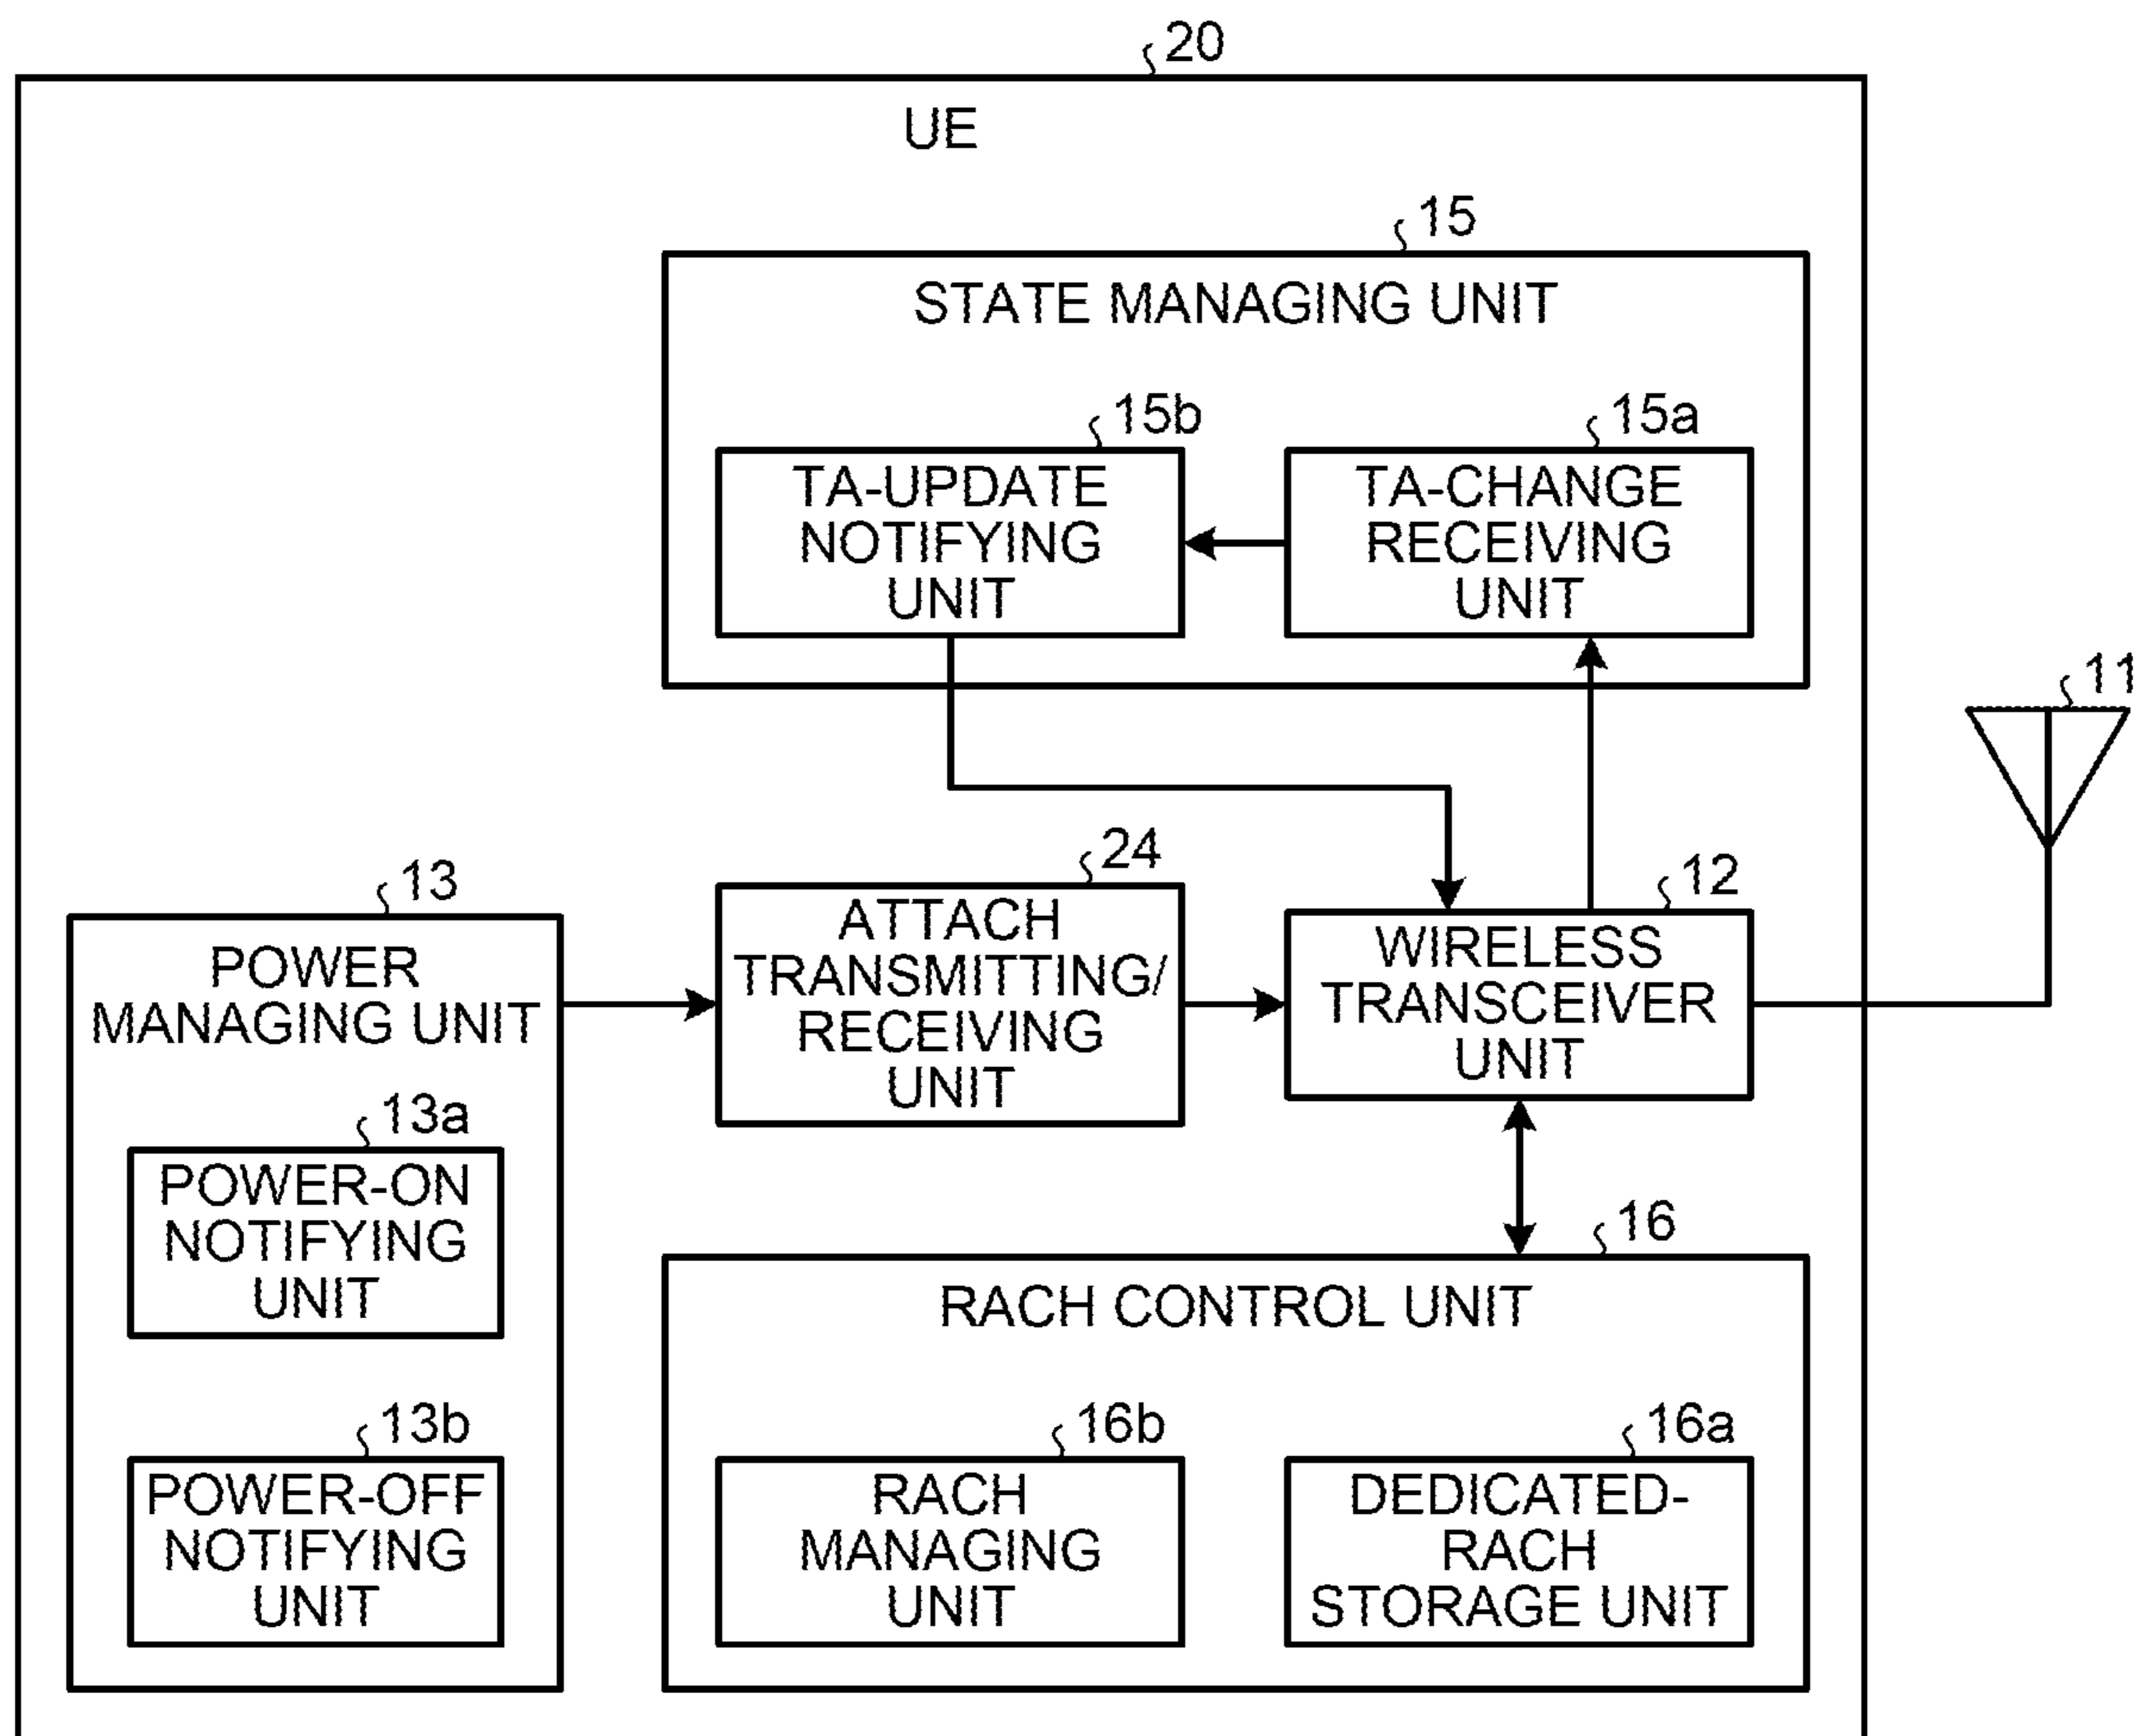 20
UE
15
STATE MANAGING UNIT
15b
TA-UPDATE
NOTIFYING
UNIT
15a
TA-CHANGE
RECEIVING
UNIT
11
13
POWER
MANAGING UNIT
24
ATTACH
TRANSMITTING/
RECEIVING
UNIT
12
WIRELESS
TRANSCEIVER
UNIT
13a
POWER-ON
NOTIFYING
UNIT
13b
POWER-OFF
NOTIFYING
UNIT
16
RACH CONTROL UNIT
16b
RACH
MANAGING
UNIT
16a
DEDICATED-
RACH
STORAGE UNIT